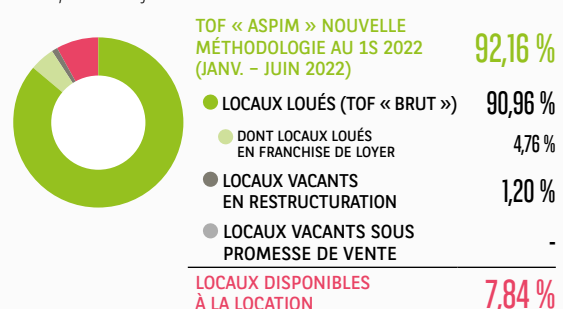 TOF « ASPIM » NOUVELLE
MÉTHODOLOGIE AU 1S 2022
(JANV. – JUIN 2022)
92,16 %
LOCAUX LOUÉS (TOF « BRUT ») 90,96 %
DONT LOCAUX LOUÉS
EN FRANCHISE DE LOYER
4,76 %
LOCAUX VACANTS
EN RESTRUCTURATION
1,20 %
LOCAUX VACANTS SOUS
PROMESSE DE VENTE
-
LOCAUX DISPONIBLES
À LA LOCATION
7,84 %